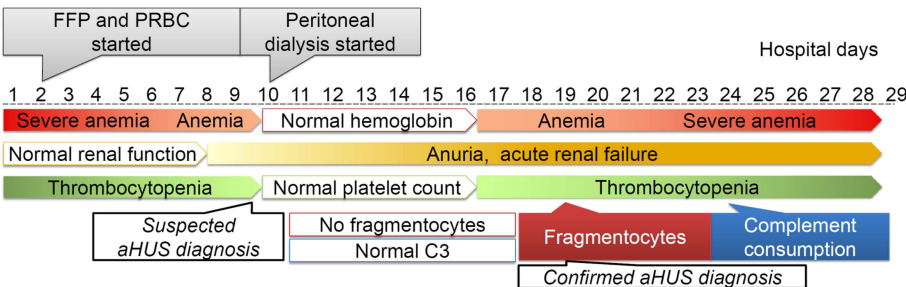 FFP and PRBC
started
Peritoneal
dialysis started
Hospital days
1 2 3 4 5 6 7 8 9 10 11 12 13 14 15 16 17 18 19 20 21 22 23 24 25 26 27 28 29
Severe anemia Anemia Normal hemoglobin Anemia Severe anemia
Normal renal function Anuria, acute renal failure
Thrombocytopenia Normal platelet count Thrombocytopenia
Suspected
aHUS diagnosis
No fragmentocytes
Normal C3
Fragmentocytes
Complement
consumption
Confirmed aHUS diagnosis